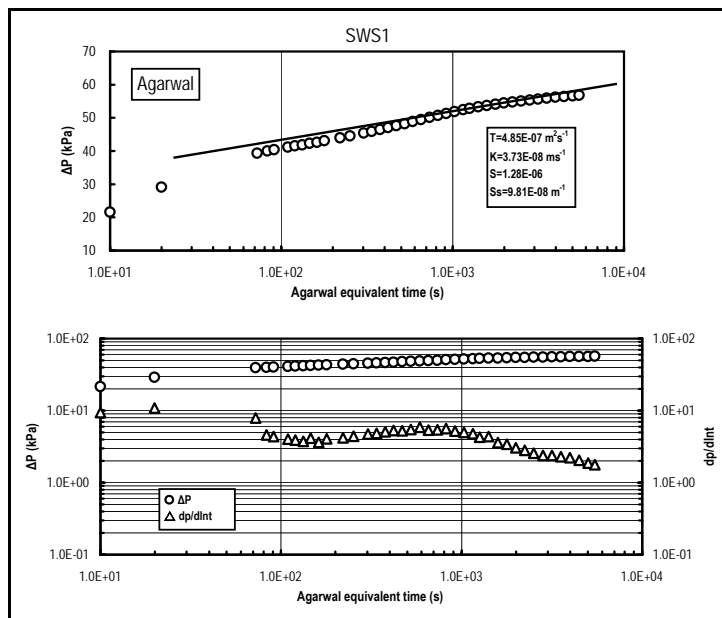 SWS1
Agarwal
ΔP (kPa)
70
60
50
40
30
20
10
T=4.85E-07 m²s⁻¹
K=3.73E-08 ms⁻¹
S=1.28E-06
Ss=9.81E-08 m⁻¹
1.0E+01 1.0E+02 1.0E+03 1.0E+04
Agarwal equivalent time (s)
ΔP (kPa)
1.0E+02 1.0E+02
1.0E+01 1.0E+01
1.0E+00 1.0E+00
1.0E-01 1.0E-01
dp/dlnt
ΔP
dp/dlnt
1.0E+01 1.0E+02 1.0E+03 1.0E+04
Agarwal equivalent time (s)